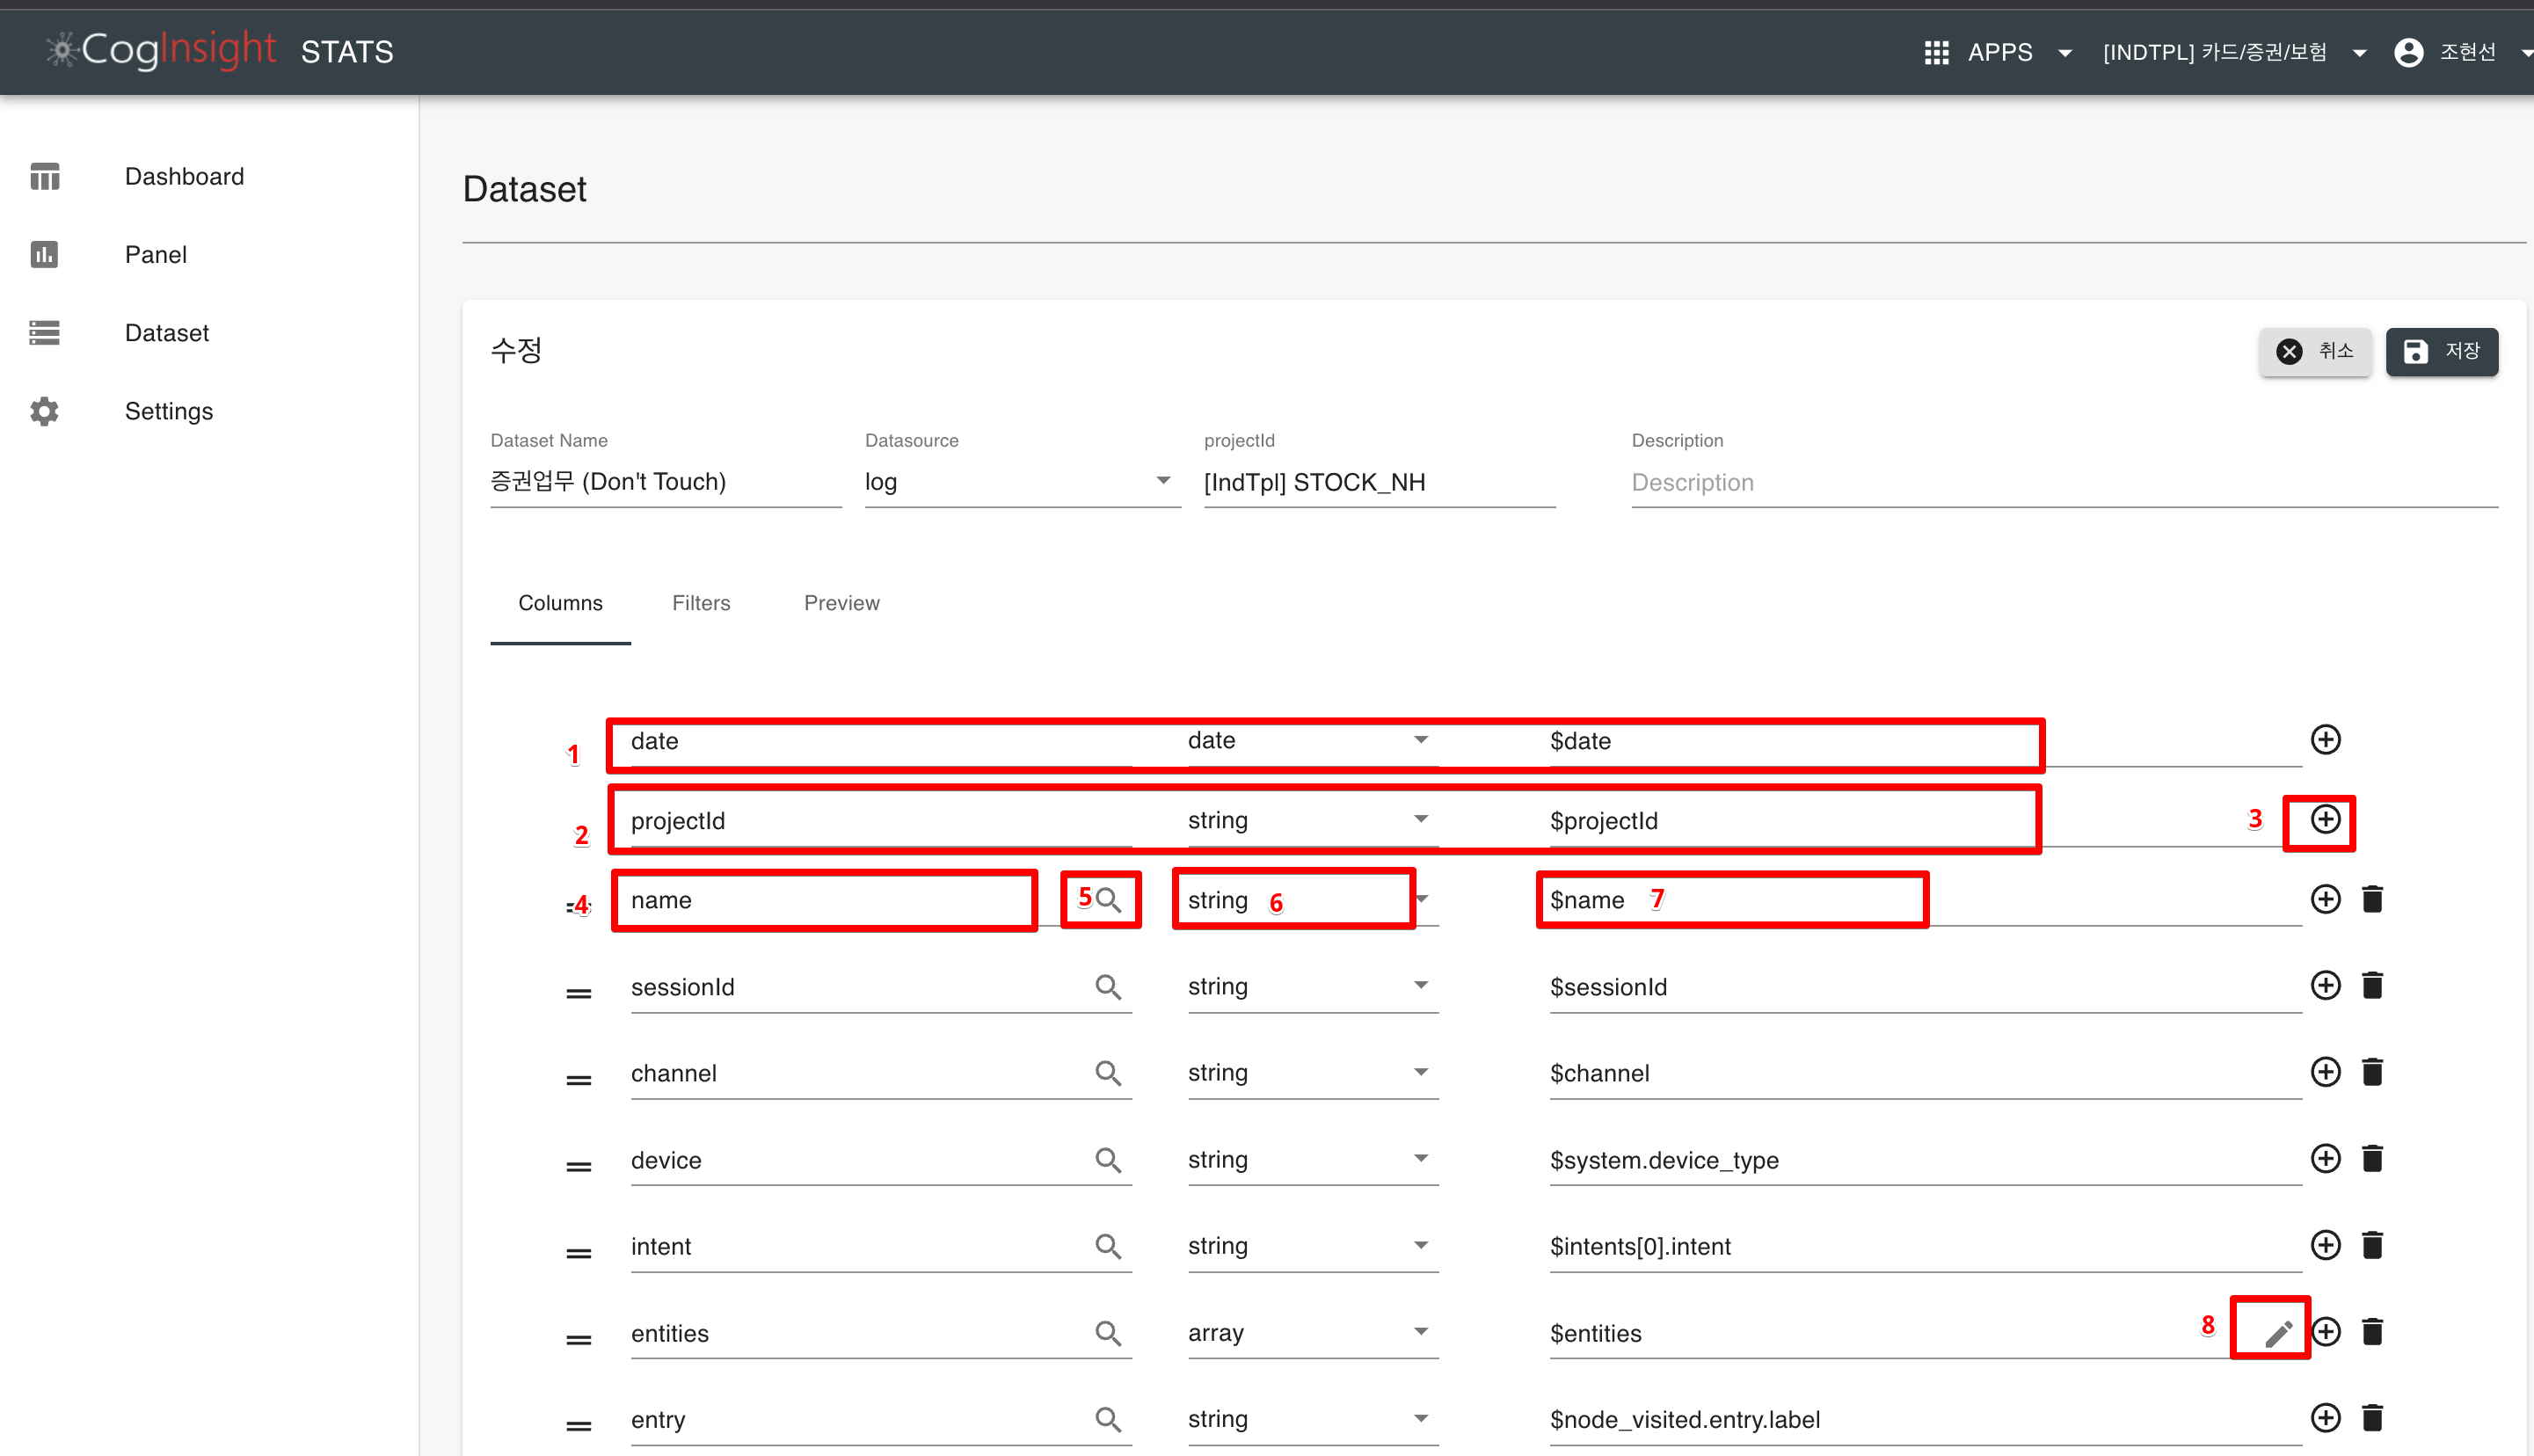 CogInsight STATS APPS [INDTPL] 카드/증권/보험 조현선
Dashboard
Panel
Dataset
Settings
Dataset
수정 취소 저장
Dataset Name Datasource projectId Description
증권업무 (Don't Touch) log [IndTpl] STOCK_NH Description
Columns Filters Preview
1 date date $date
2 projectId string $projectId 3
4 name 5 string 6 $name 7
sessionId string $sessionId
channel string $channel
device string $system.device_type
intent string $intents[0].intent
entities array $entities 8
entry string $node_visited.entry.label